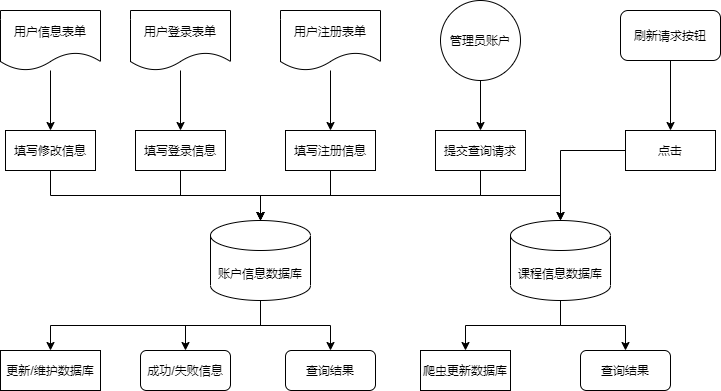 用户信息表单
用户登录表单
用户注册表单
管理员账户
刷新请求按钮
填写修改信息
填写登录信息
填写注册信息
提交查询请求
点击
账户信息数据库
课程信息数据库
更新/维护数据库
成功/失败信息
查询结果
爬虫更新数据库
查询结果